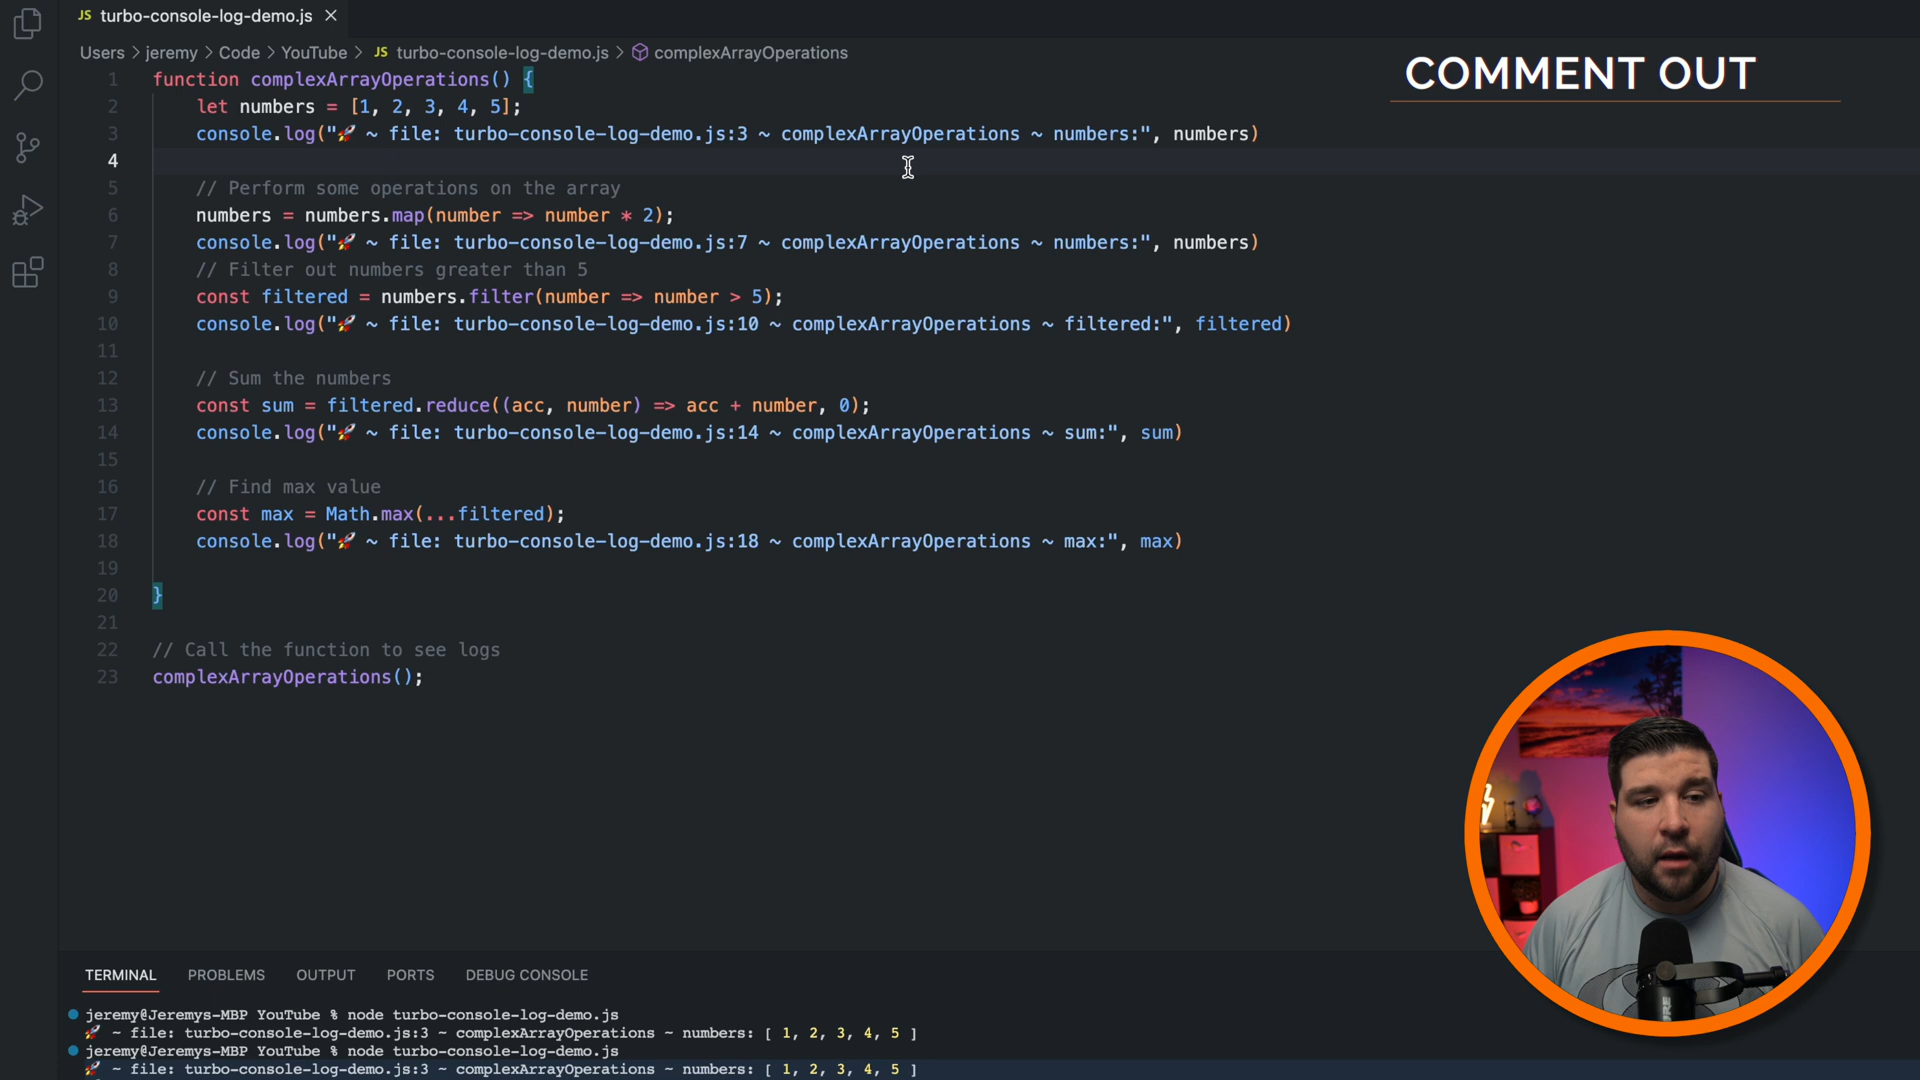 JS turbo-console-log-demo.js ×
Users > jeremy > Code > YouTube > JS turbo-console-log-demo.js > complexArrayOperations
COMMENT OUT
1 function complexArrayOperations() {
2 let numbers = [1, 2, 3, 4, 5];
3 console.log("🚀 ~ file: turbo-console-log-demo.js:3 ~ complexArrayOperations ~ numbers:", numbers)
4
5 // Perform some operations on the array
6 numbers = numbers.map(number => number * 2);
7 console.log("🚀 ~ file: turbo-console-log-demo.js:7 ~ complexArrayOperations ~ numbers:", numbers)
8 // Filter out numbers greater than 5
9 const filtered = numbers.filter(number => number > 5);
10 console.log("🚀 ~ file: turbo-console-log-demo.js:10 ~ complexArrayOperations ~ filtered:", filtered)
11
12 // Sum the numbers
13 const sum = filtered.reduce((acc, number) => acc + number, 0);
14 console.log("🚀 ~ file: turbo-console-log-demo.js:14 ~ complexArrayOperations ~ sum:", sum)
15
16 // Find max value
17 const max = Math.max(...filtered);
18 console.log("🚀 ~ file: turbo-console-log-demo.js:18 ~ complexArrayOperations ~ max:", max)
19
20 }
21
22 // Call the function to see logs
23 complexArrayOperations();
TERMINAL PROBLEMS OUTPUT PORTS DEBUG CONSOLE
jeremy@Jeremys-MBP YouTube % node turbo-console-log-demo.js
🚀 ~ file: turbo-console-log-demo.js:3 ~ complexArrayOperations ~ numbers: [ 1, 2, 3, 4, 5 ]
jeremy@Jeremys-MBP YouTube % node turbo-console-log-demo.js
🚀 ~ file: turbo-console-log-demo.js:3 ~ complexArrayOperations ~ numbers: [ 1, 2, 3, 4, 5 ]